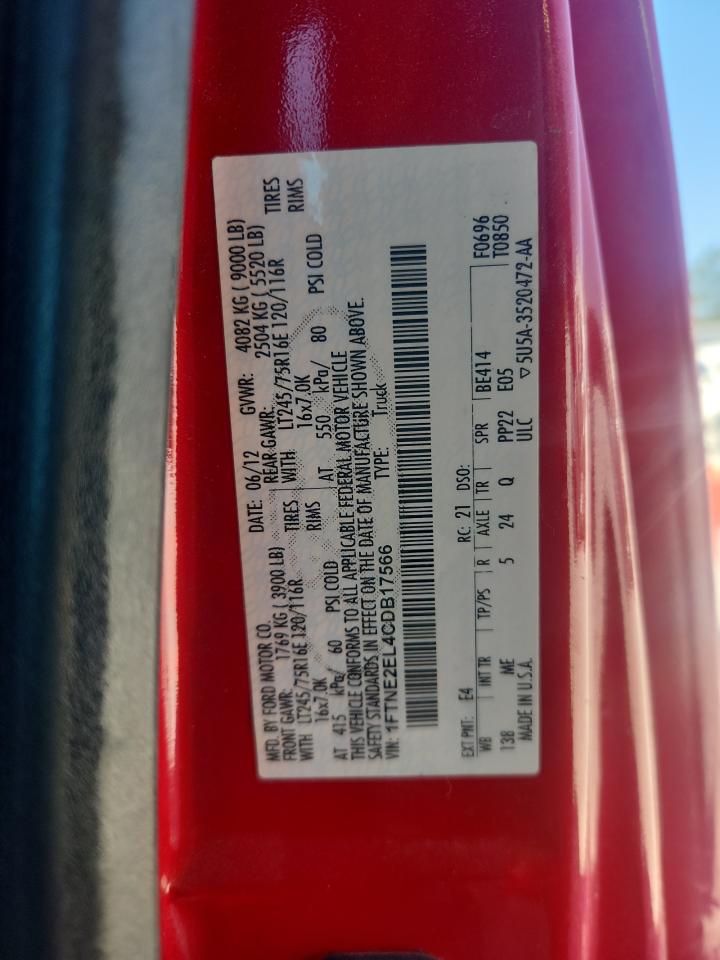 MFD. BY FORD MOTOR CO.
DATE: 06/12 GVWR: 4082 KG ( 9000 LB)
FRONT GAWR: 1769 KG ( 3900 LB) REAR GAWR: 2504 KG ( 5520 LB)
WITH LT245/75R16E 120/116R TIRES WITH LT245/75R16E 120/116R TIRES
16x7.0K RIMS 16x7.0K RIMS
AT 415 kPa/ 60 PSI COLD AT 550 kPa/ 80 PSI COLD
THIS VEHICLE CONFORMS TO ALL APPLICABLE FEDERAL MOTOR VEHICLE
SAFETY STANDARDS IN EFFECT ON THE DATE OF MANUFACTURE SHOWN ABOVE.
VIN: 1FTNE2EL4CDB17566 TYPE: Truck
EXT PNT: E4 RC: 21 DSO: F0696
WB INT TR TP/PS R AXLE TR SPR BE414 T0850
138 ME 5 24 Q PP22 E05
MADE IN U.S.A. ULC ▽5U5A-3520472-AA